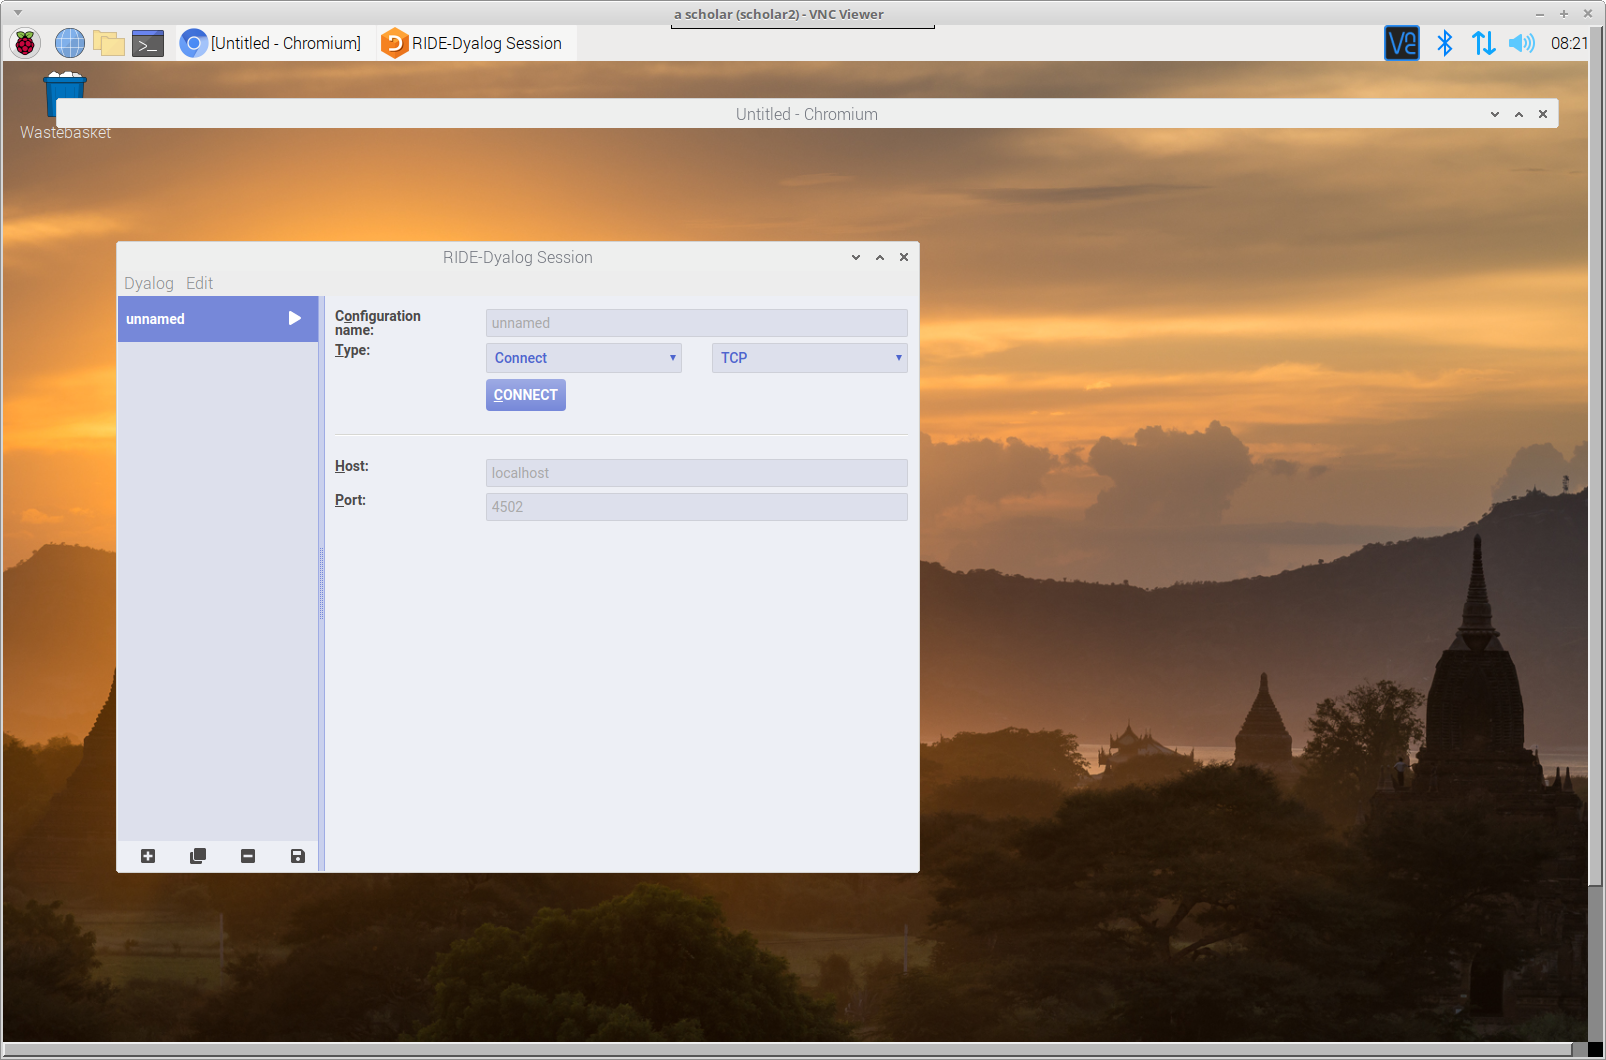 a scholar (scholar2) - VNC Viewer
[Untitled - Chromium]
RIDE-Dyalog Session
08:21
Wastebasket
Untitled - Chromium
RIDE-Dyalog Session
Dyalog Edit
unnamed
Configuration name:
unnamed
Type:
Connect
TCP
CONNECT
Host:
localhost
Port:
4502